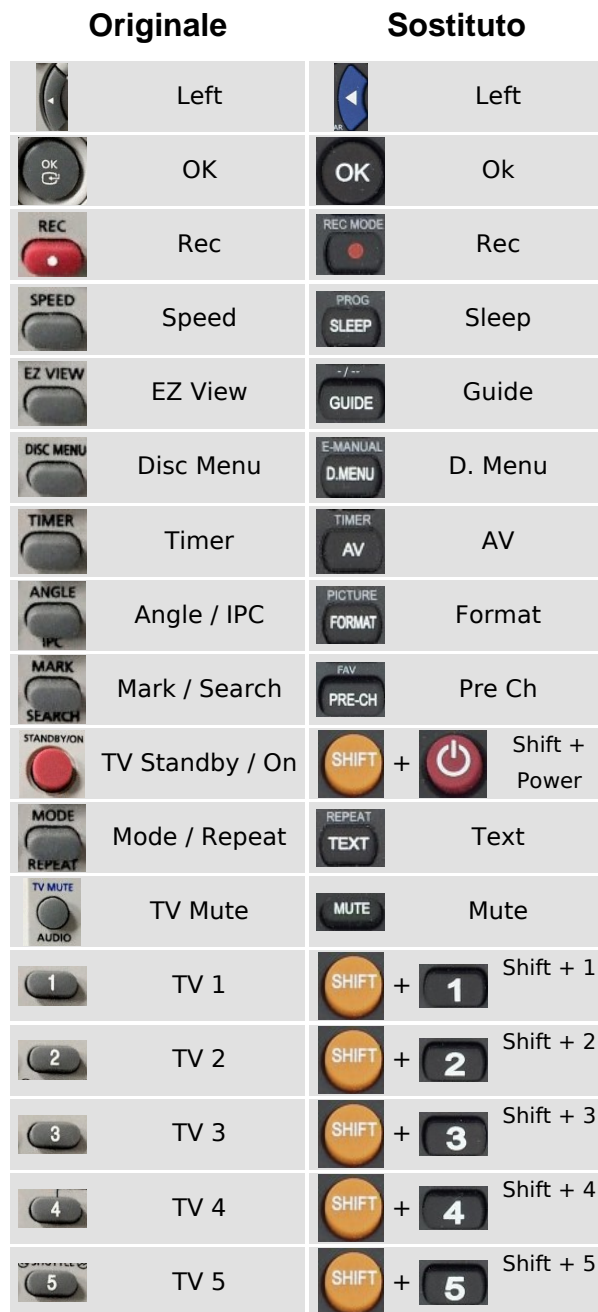 Originale Sostituto
Left AR Left
OK OK Ok
REC Rec REC MODE Rec
SPEED Speed PROG SLEEP Sleep
EZ VIEW EZ View -/-- GUIDE Guide
DISC MENU Disc Menu E-MANUAL D.MENU D. Menu
TIMER Timer TIMER AV AV
ANGLE IPC Angle / IPC PICTURE FORMAT Format
MARK SEARCH Mark / Search FAV PRE-CH Pre Ch
STANDBY/ON TV Standby / On SHIFT + Shift +
Power
MODE REPEAT Mode / Repeat REPEAT TEXT Text
TV MUTE AUDIO TV Mute MUTE Mute
1 TV 1 SHIFT + 1 Shift + 1
2 TV 2 SHIFT + 2 Shift + 2
3 TV 3 SHIFT + 3 Shift + 3
4 TV 4 SHIFT + 4 Shift + 4
5 TV 5 SHIFT + 5 Shift + 5